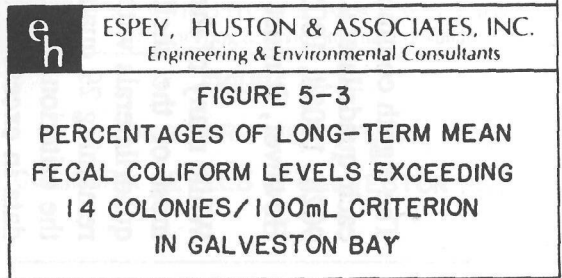 eh
ESPEY, HUSTON & ASSOCIATES, INC.
Engineering & Environmental Consultants
FIGURE 5-3
PERCENTAGES OF LONG-TERM MEAN
FECAL COLIFORM LEVELS EXCEEDING
14 COLONIES/100mL CRITERION
IN GALVESTON BAY